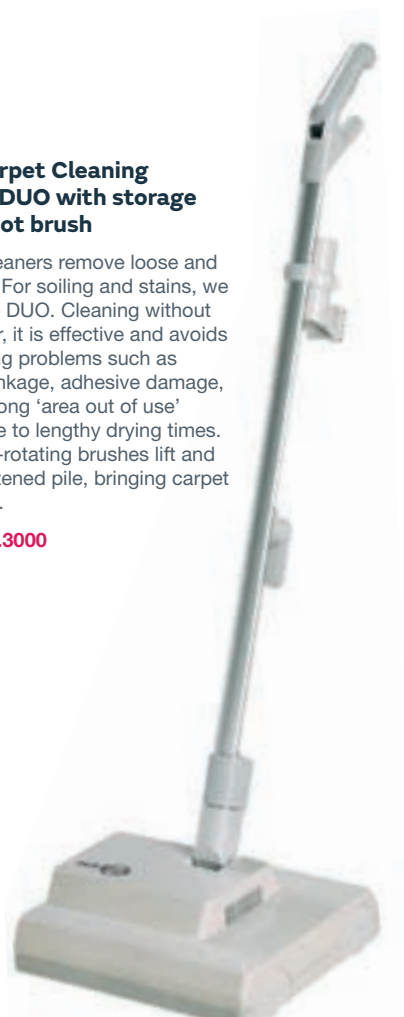 rpet Cleaning
DUO with storage
ot brush
eaners remove loose and
For soiling and stains, we
DUO. Cleaning without
r, it is effective and avoids
g problems such as
nkage, adhesive damage,
ong ‘area out of use’
e to lengthy drying times.
-rotating brushes lift and
tened pile, bringing carpet
.3000